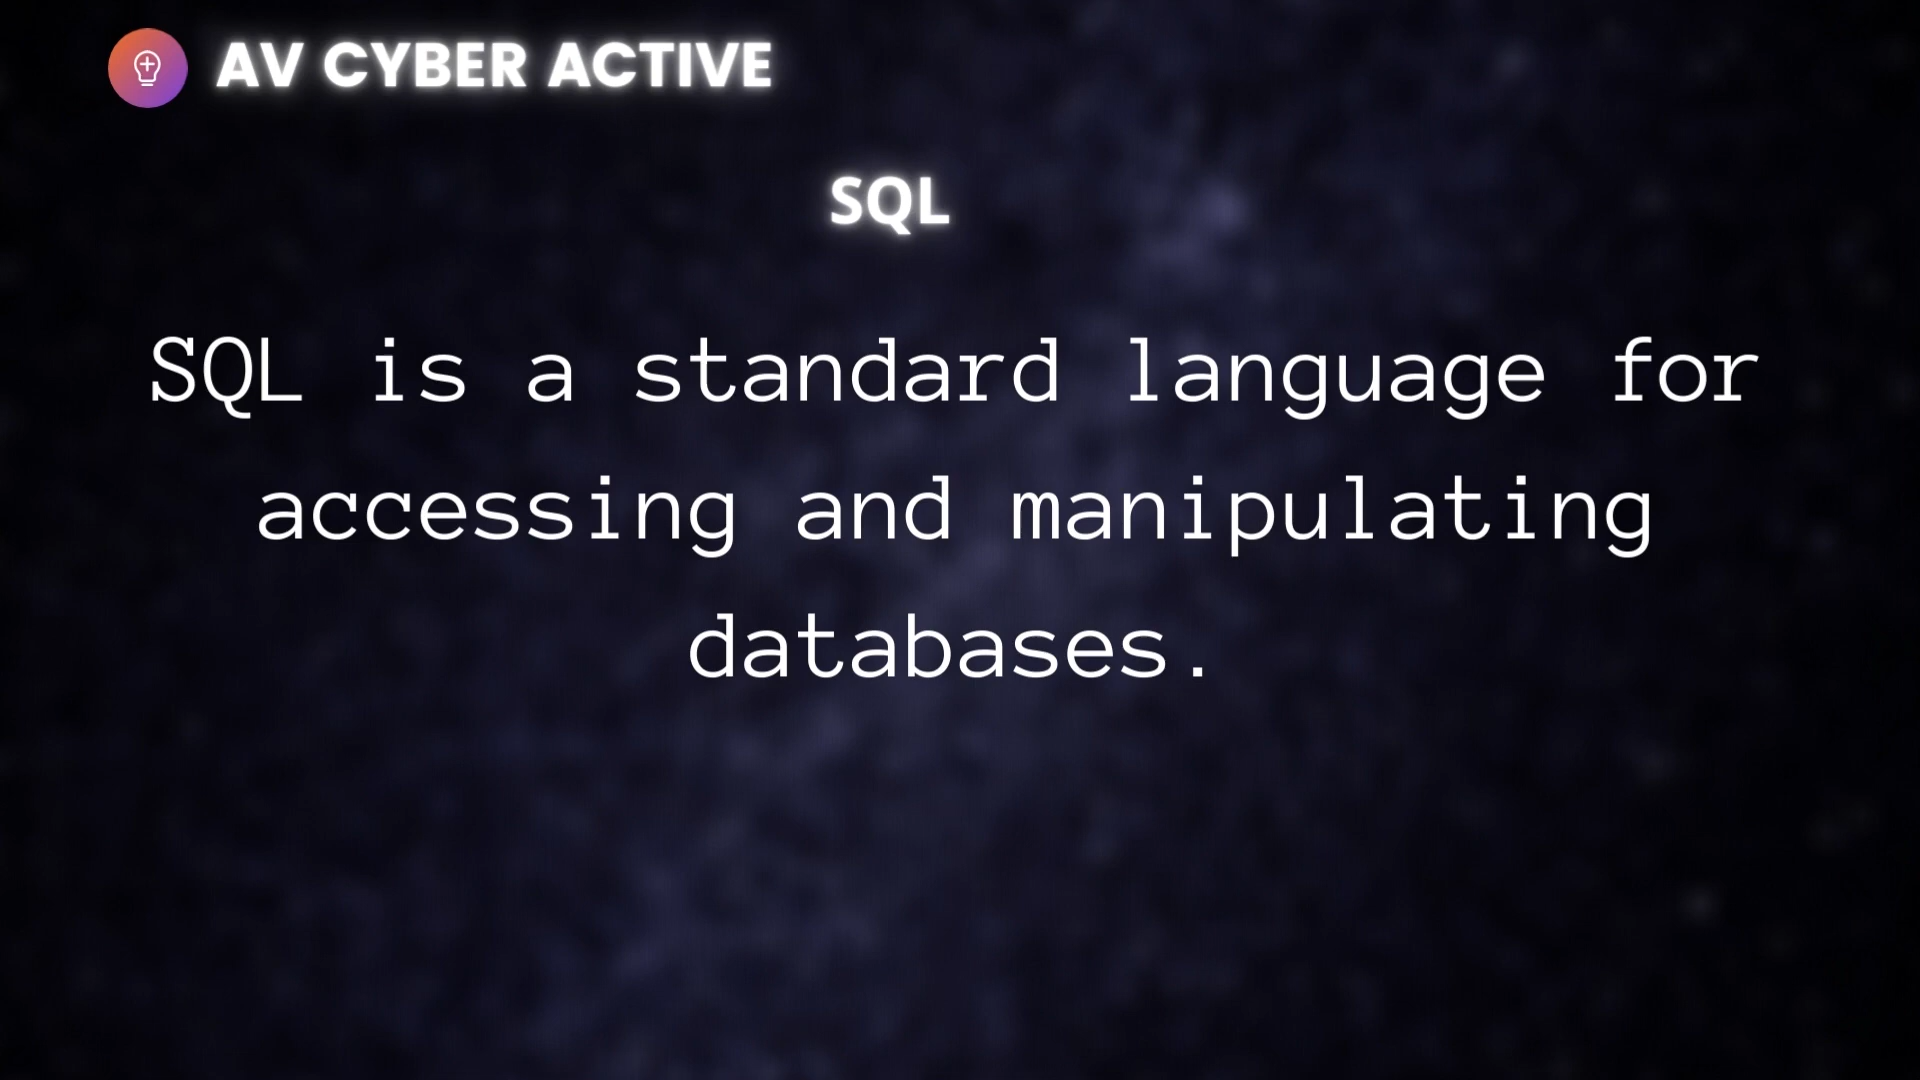 AV CYBER ACTIVE
SQL
SQL is a standard language for
accessing and manipulating
databases.